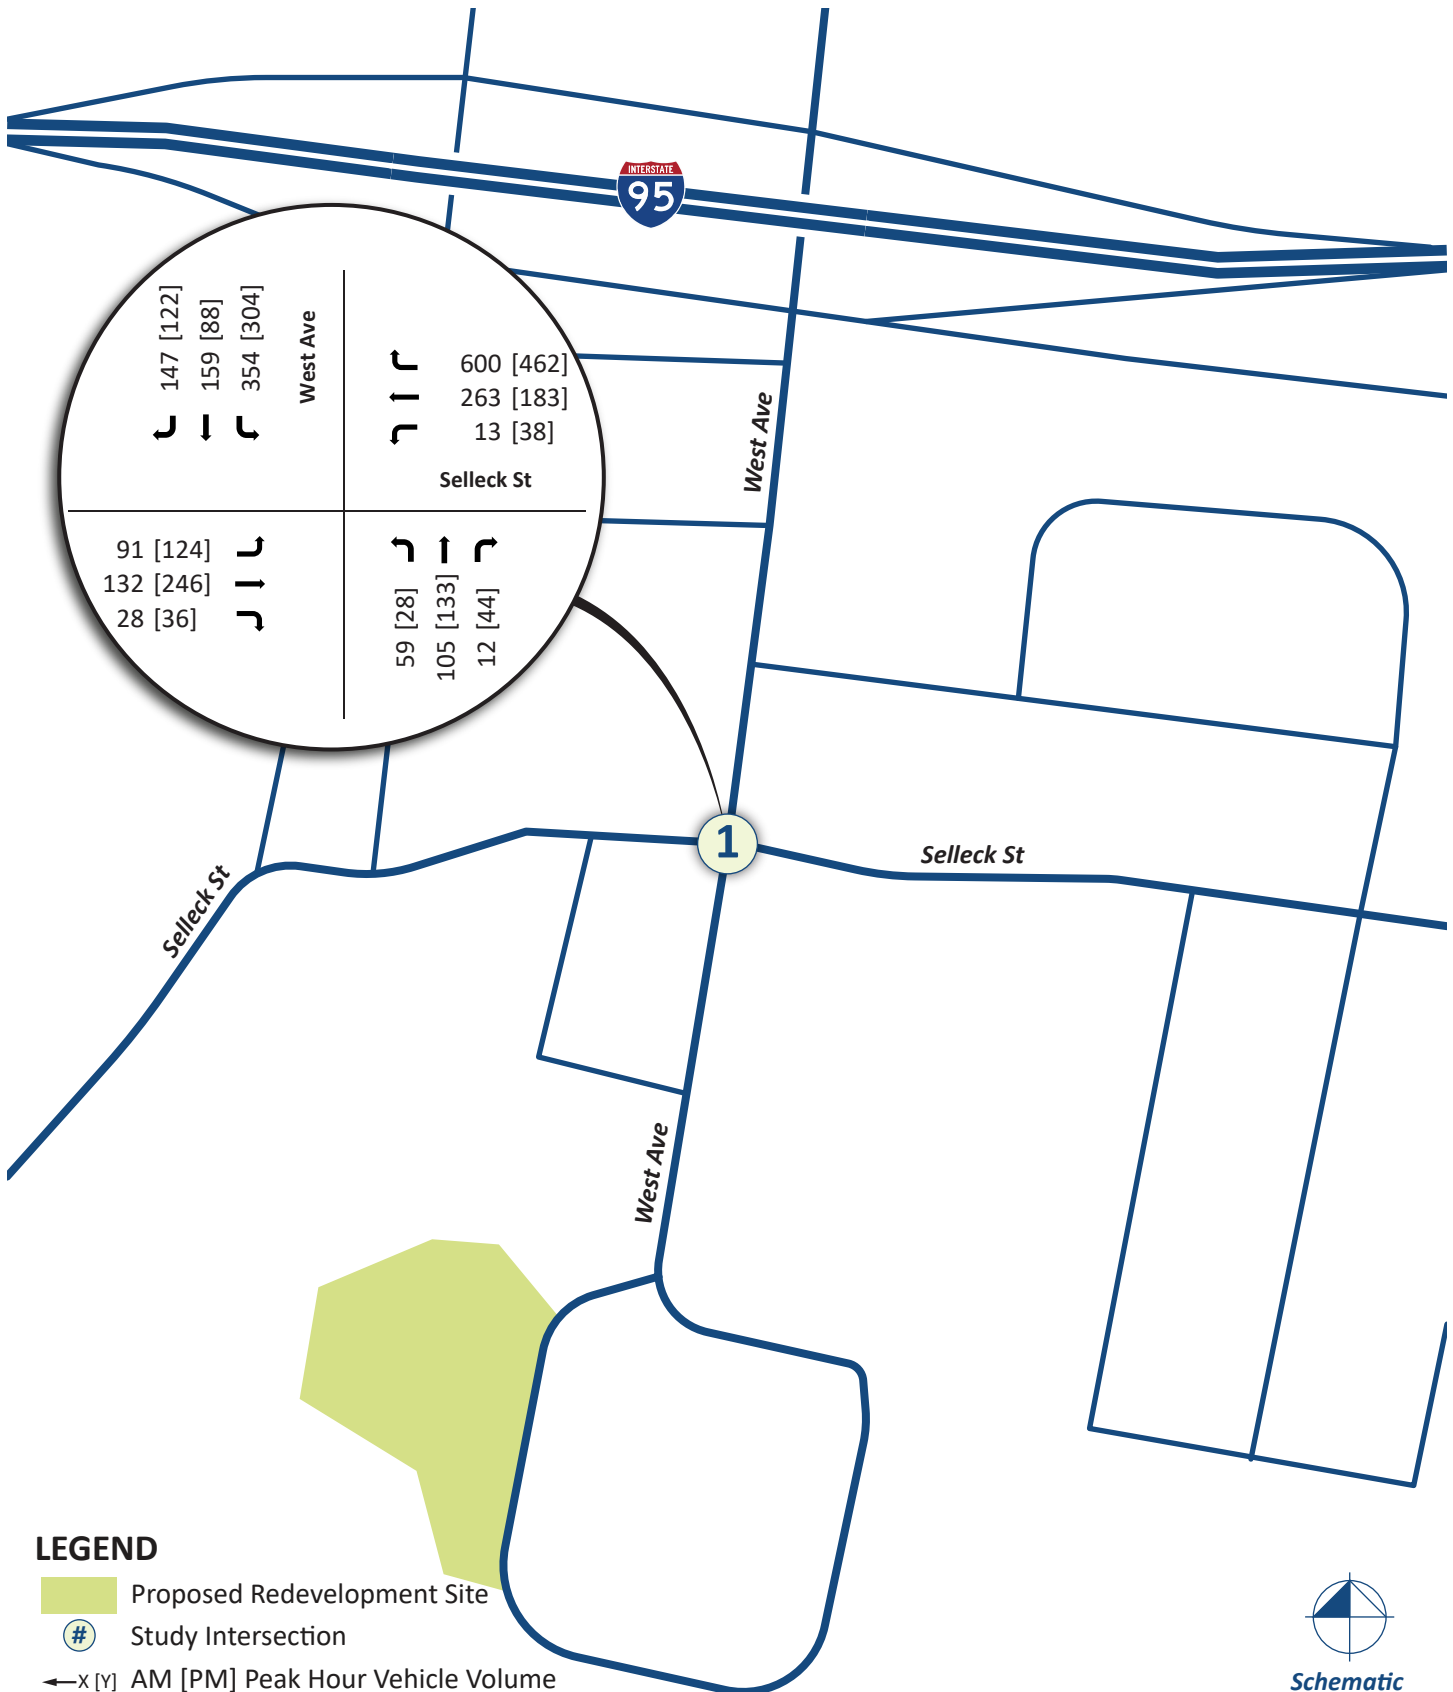 INTERSTATE
95
147 [122]
159 [88]
354 [304]
West Ave
600 [462]
263 [183]
13 [38]
Selleck St
91 [124]
132 [246]
28 [36]
59 [28]
105 [133]
12 [44]
West Ave
1
Selleck St
Selleck St
West Ave
LEGEND
Proposed Redevelopment Site
# Study Intersection
X [Y] AM [PM] Peak Hour Vehicle Volume
Schematic